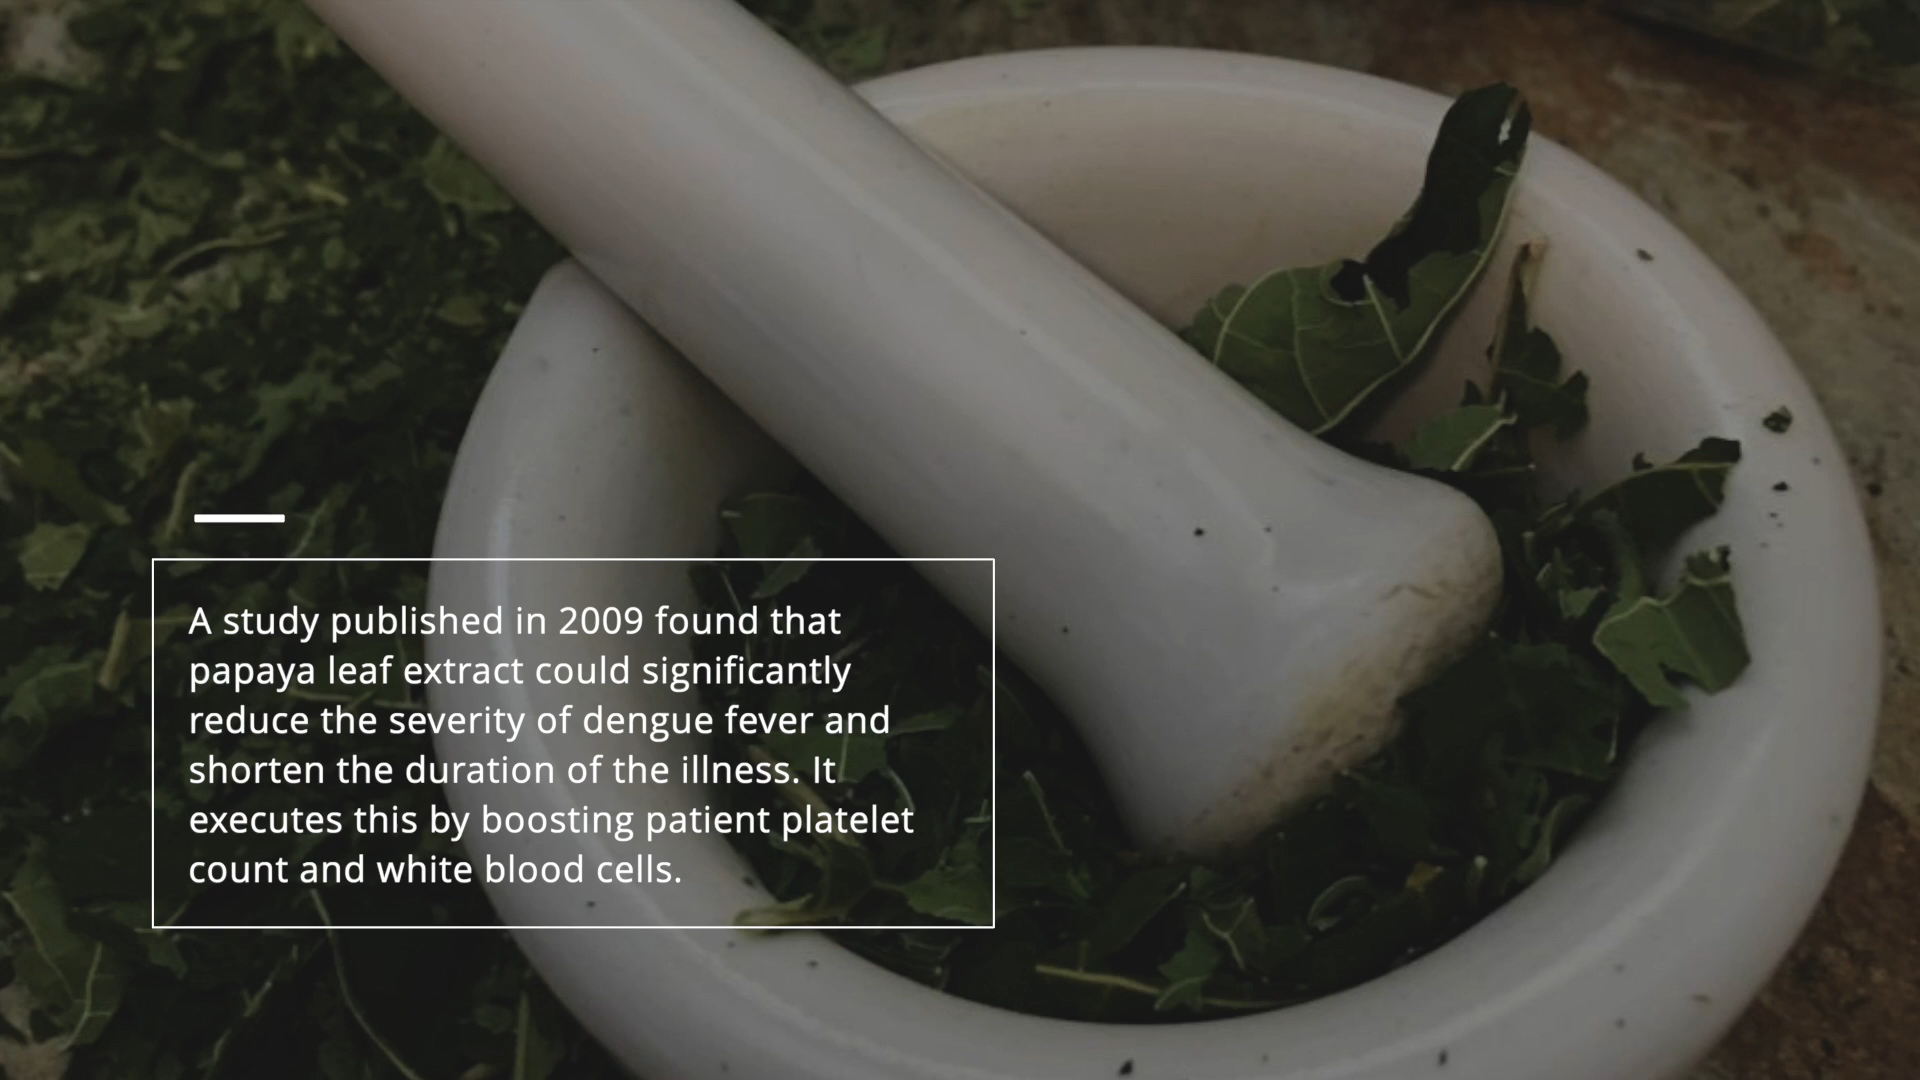 A study published in 2009 found that
papaya leaf extract could significantly
reduce the severity of dengue fever and
shorten the duration of the illness. It
executes this by boosting patient platelet
count and white blood cells.